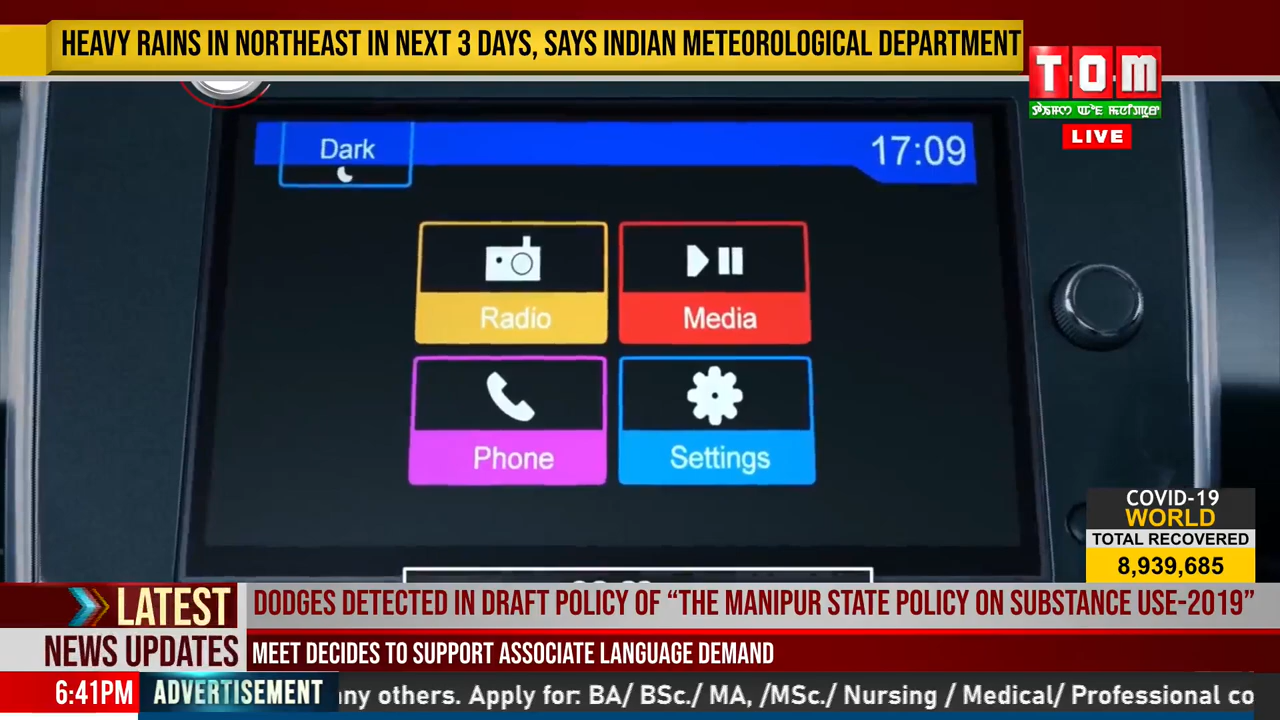 HEAVY RAINS IN NORTHEAST IN NEXT 3 DAYS, SAYS INDIAN METEOROLOGICAL DEPARTMENT
TOM
LIVE
Dark
17:09
Radio
Media
Phone
Settings
COVID-19
WORLD
TOTAL RECOVERED
8,939,685
LATEST
NEWS UPDATES
DODGES DETECTED IN DRAFT POLICY OF “THE MANIPUR STATE POLICY ON SUBSTANCE USE-2019”
MEET DECIDES TO SUPPORT ASSOCIATE LANGUAGE DEMAND
6:41PM
ADVERTISEMENT
any others. Apply for: BA/ BSc./ MA, /MSc./ Nursing / Medical/ Professional co